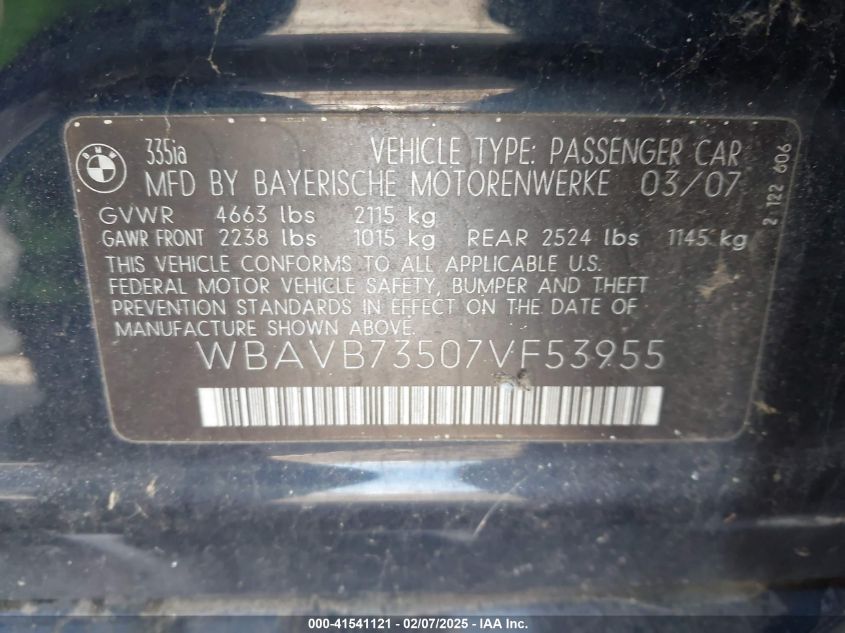 BMW 335ia VEHICLE TYPE: PASSENGER CAR
MFD BY BAYERISCHE MOTORENWERKE 03/07
GVWR 4663 lbs 2115 kg
GAWR FRONT 2238 lbs 1015 kg REAR 2524 lbs 1145 kg
THIS VEHICLE CONFORMS TO ALL APPLICABLE U.S.
FEDERAL MOTOR VEHICLE SAFETY, BUMPER AND THEFT
PREVENTION STANDARDS IN EFFECT ON THE DATE OF
MANUFACTURE SHOWN ABOVE.
WBAVB73507VF53955
2 122 606
000-41541121 - 02/07/2025 - IAA Inc.